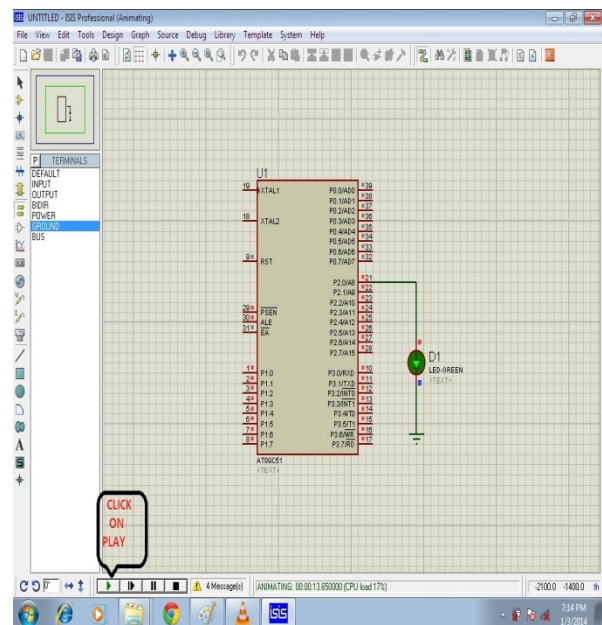 UNTITLED - ISIS Professional (Animating)
File View Edit Tools Design Graph Source Debug Library Template System Help
P TERMINALS
DEFAULT
INPUT
OUTPUT
BIDIR
POWER
GROUND
BUS
U1
19 XTAL1
18 XTAL2
9 RST
29 PSEN
30 ALE
31 EA
1 P1.0
2 P1.1
3 P1.2
4 P1.3
5 P1.4
6 P1.5
7 P1.6
8 P1.7
P0.0/AD0 39
P0.1/AD1 38
P0.2/AD2 37
P0.3/AD3 36
P0.4/AD4 35
P0.5/AD5 34
P0.6/AD6 33
P0.7/AD7 32
P2.0/A8 21
P2.1/A9 22
P2.2/A10 23
P2.3/A11 24
P2.4/A12 25
P2.5/A13 26
P2.6/A14 27
P2.7/A15 28
P3.0/RXD 10
P3.1/TXD 11
P3.2/INT0 12
P3.3/INT1 13
P3.4/T0 14
P3.5/T1 15
P3.6/WR 16
P3.7/RD 17
AT89C51
<TEXT>
D1
LED-GREEN
<TEXT>
CLICK
ON
PLAY
0°
4 Message(s)
ANIMATING: 00:00:13.650000 (CPU load 17%)
-2100.0 -1400.0 th
isis
7:14 PM
1/3/2014